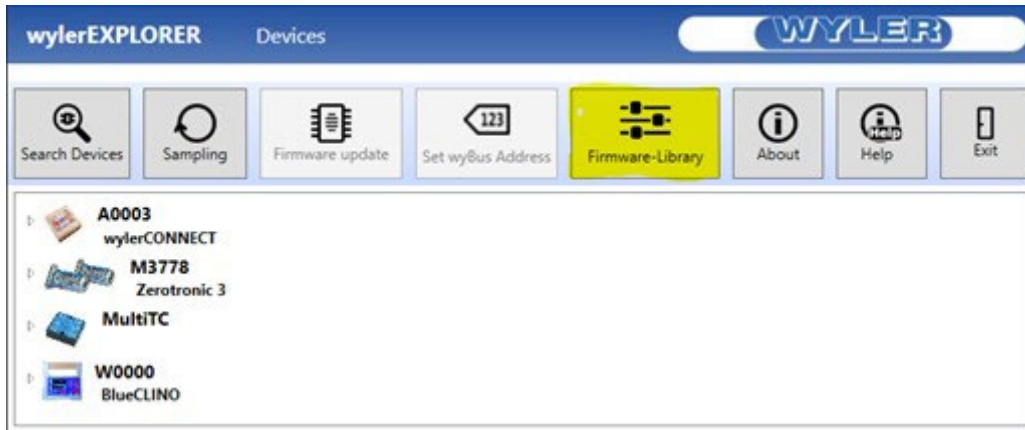 wylerEXPLORER Devices WYLER
Search Devices
Sampling
Firmware update
123
Set wyBus Address
Firmware-Library
About
Help
Help
Exit
A0003
wylerCONNECT
M3778
Zerotronic 3
MultiTC
W0000
BlueCLINO